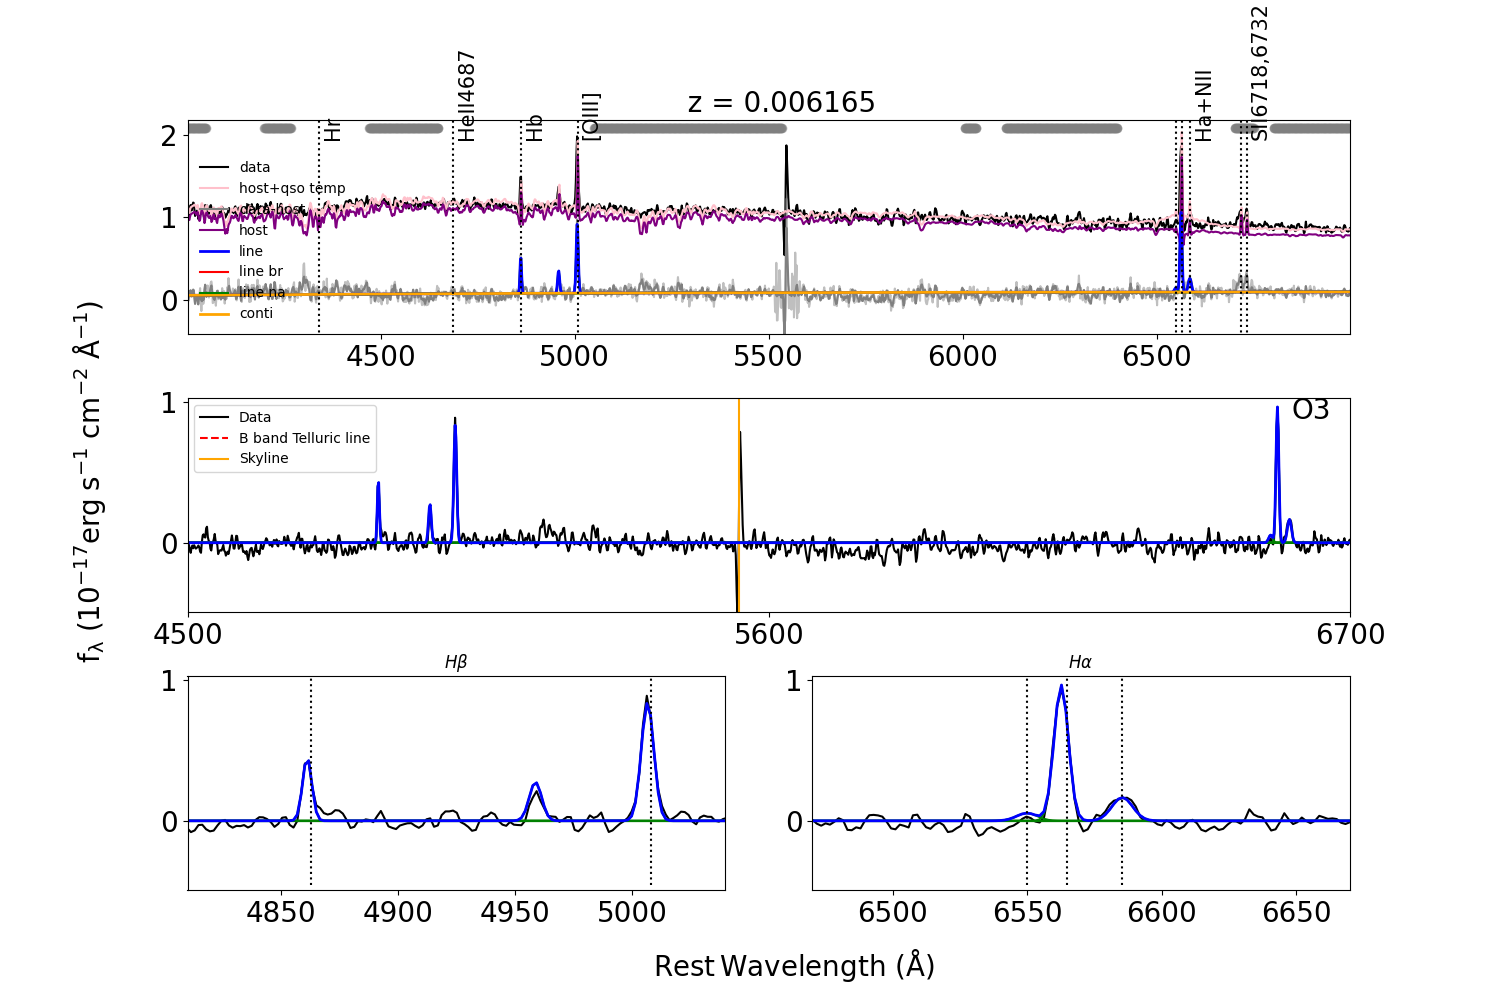 z = 0.006165
Hr
HeII4687
Hb
[OIII]
Ha+NII
SII6718,6732
2
1
0
data
host+qso temp
data-host
host
line
line br
line na
conti
4500 5000 5500 6000 6500
fλ (10⁻¹⁷erg s⁻¹ cm⁻² Å⁻¹)
1
0
Data
B band Telluric line
Skyline
O3
4500 5600 6700
Hβ
1
0
4850 4900 4950 5000
Hα
1
0
6500 6550 6600 6650
Rest Wavelength (Å)